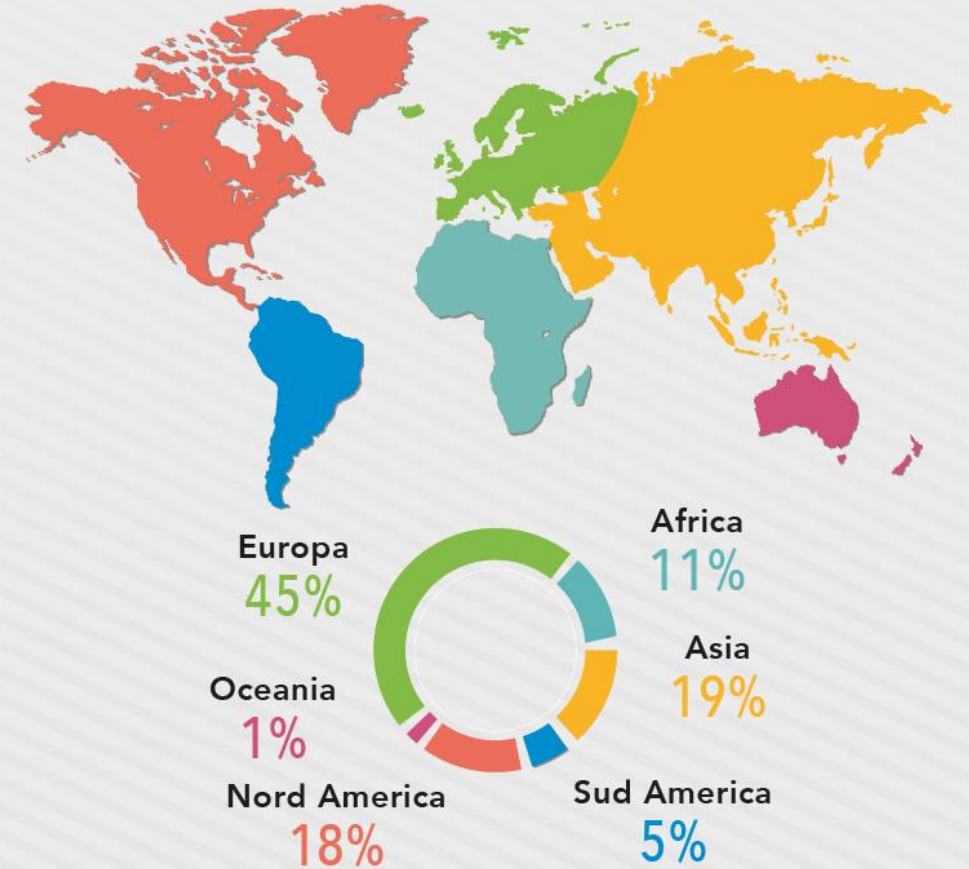 Africa
11%
Europa
45%
Asia
19%
Oceania
1%
Nord America
18%
Sud America
5%